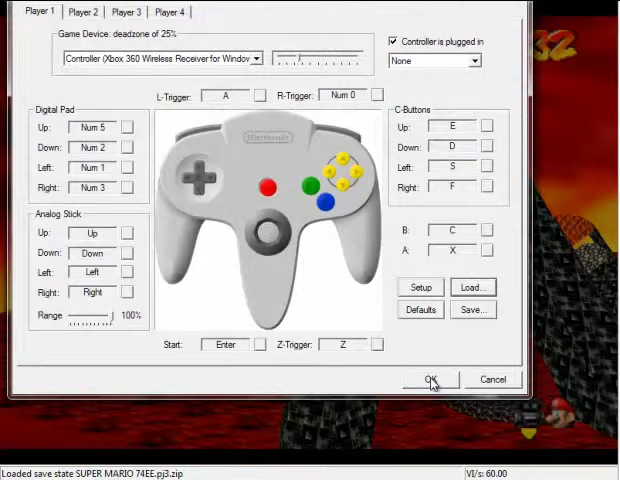 Player 1 Player 2 Player 3 Player 4
Game Device: deadzone of 25%
Controller (Xbox 360 Wireless Receiver for Window
Controller is plugged in
None
32
L-Trigger: A R-Trigger: Num 0
Digital Pad
Up: Num 5
Down: Num 2
Left: Num 1
Right: Num 3
Nintendo
C-Buttons
Up: E
Down: D
Left: S
Right: F
Analog Stick
Up: Up
Down: Down
Left: Left
Right: Right
Range 100%
B: C
A: X
Setup Load...
Defaults Save...
Start: Enter Z-Trigger: Z
OK Cancel
Loaded save state SUPER MARIO 74EE.pj3.zip VI/s: 60.00